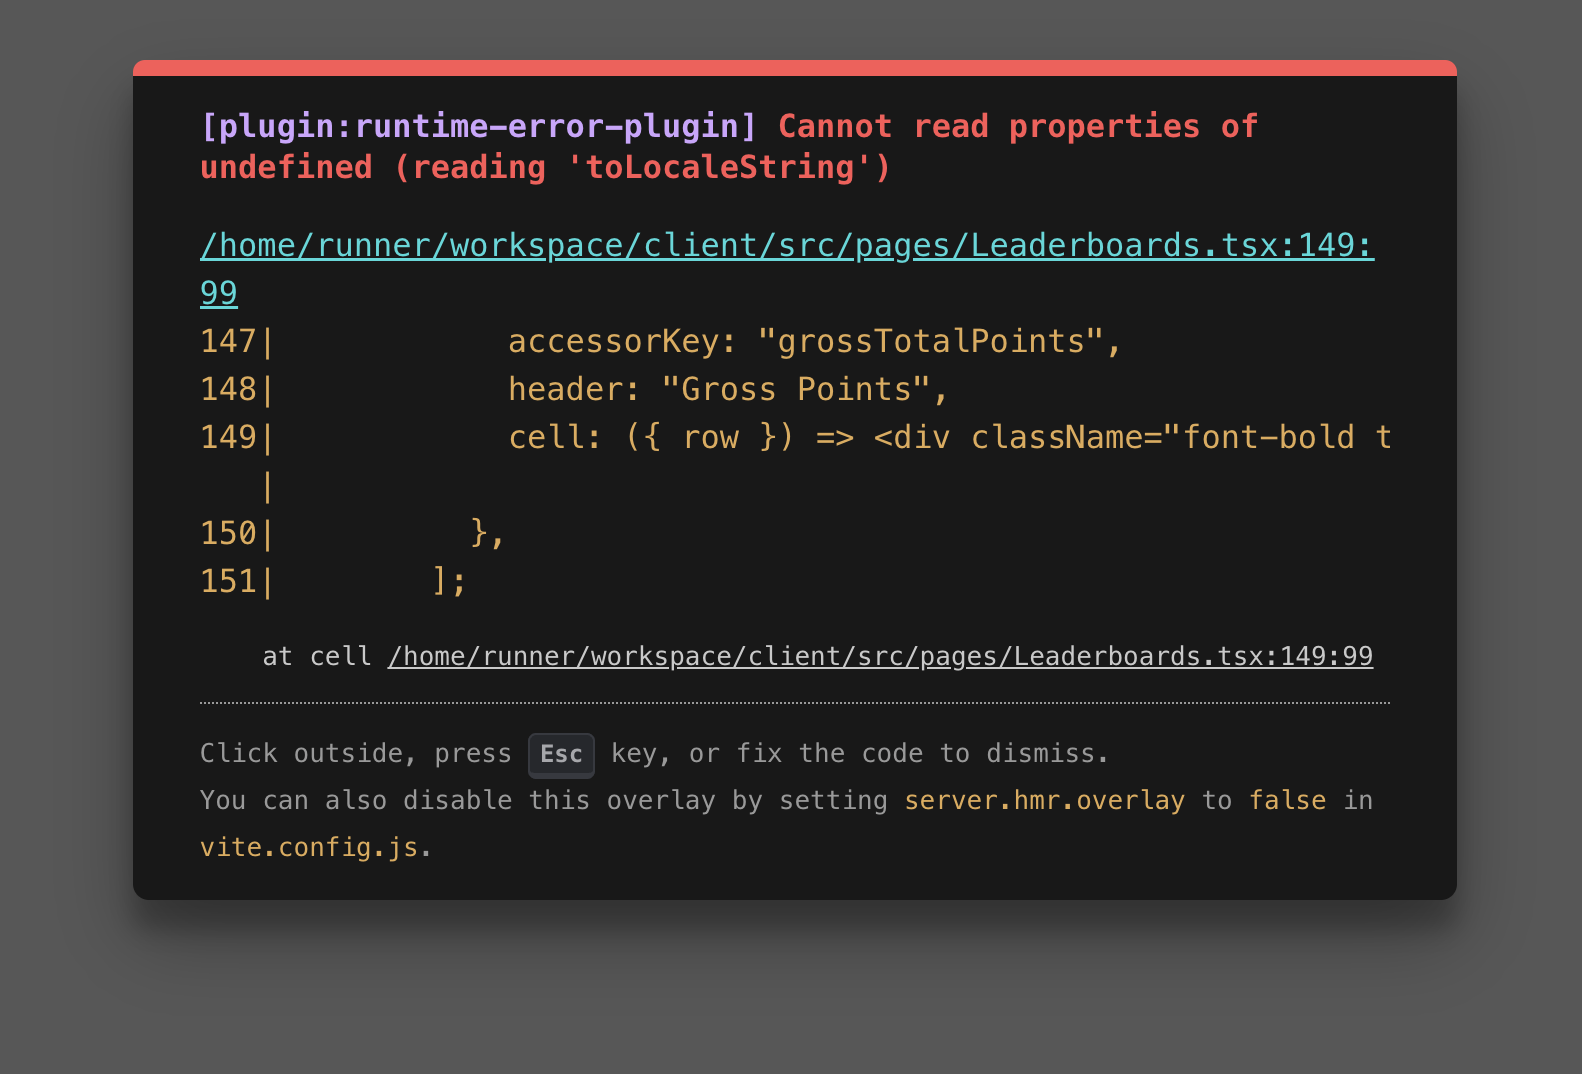 [plugin:runtime-error-plugin] Cannot read properties of
undefined (reading 'toLocaleString')
/home/runner/workspace/client/src/pages/Leaderboards.tsx:149:
99
147|            accessorKey: "grossTotalPoints",
148|            header: "Gross Points",
149|            cell: ({ row }) => <div className="font-bold t
   |
150|          },
151|        ];
    at cell /home/runner/workspace/client/src/pages/Leaderboards.tsx:149:99
Click outside, press Esc key, or fix the code to dismiss.
You can also disable this overlay by setting server.hmr.overlay to false in
vite.config.js.